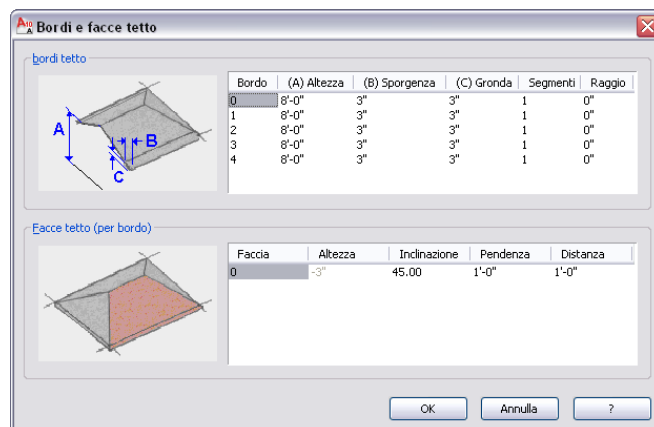 Bordi e facce tetto
bordi tetto
A
B
C
Bordo (A) Altezza (B) Sporgenza (C) Gronda Segmenti Raggio
0 8'-0" 3" 3" 1 0"
1 8'-0" 3" 3" 1 0"
2 8'-0" 3" 3" 1 0"
3 8'-0" 3" 3" 1 0"
4 8'-0" 3" 3" 1 0"
Facce tetto (per bordo)
Faccia Altezza Inclinazione Pendenza Distanza
0 -3" 45.00 1'-0" 1'-0"
OK Annulla ?